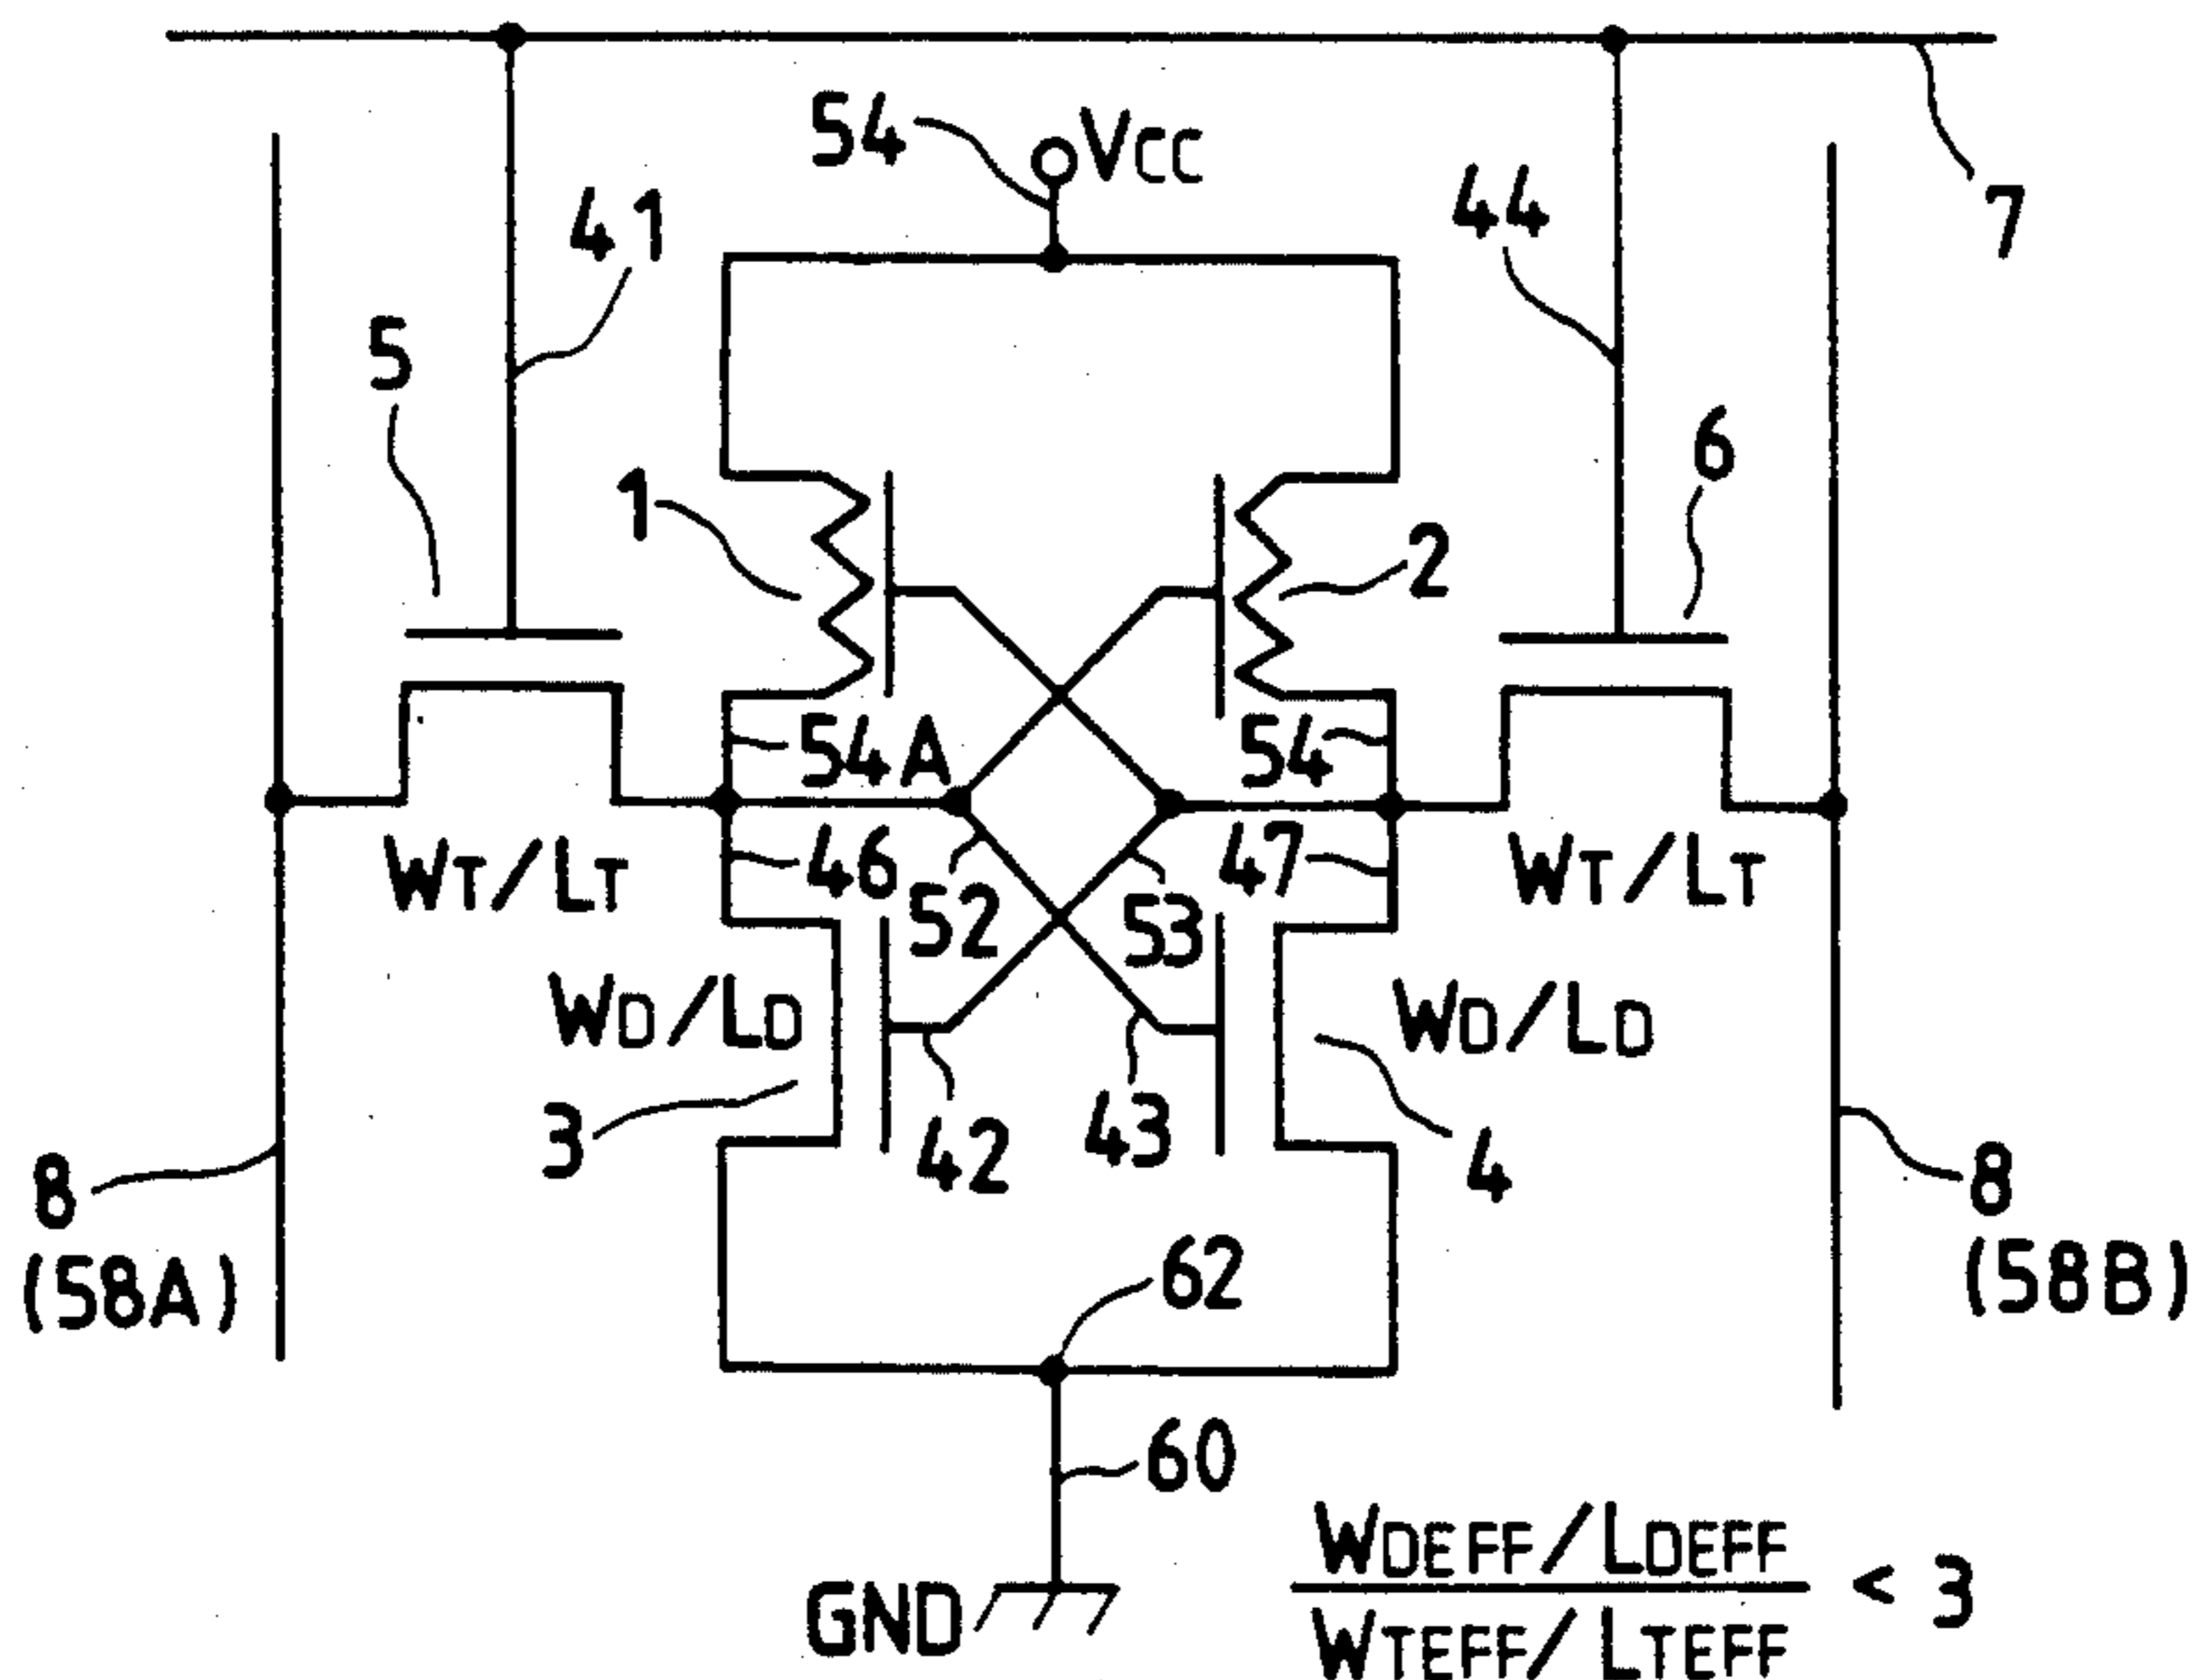 54
VCC
41
44
7
5
6
1
2
54A
54
WT/LT
46
47
WT/LT
52
53
WD/LD
WD/LD
3
42
43
4
8
(58A)
62
8
(58B)
60
GND
WDEFF/LDEFF
WTEFF/LTEFF
< 3